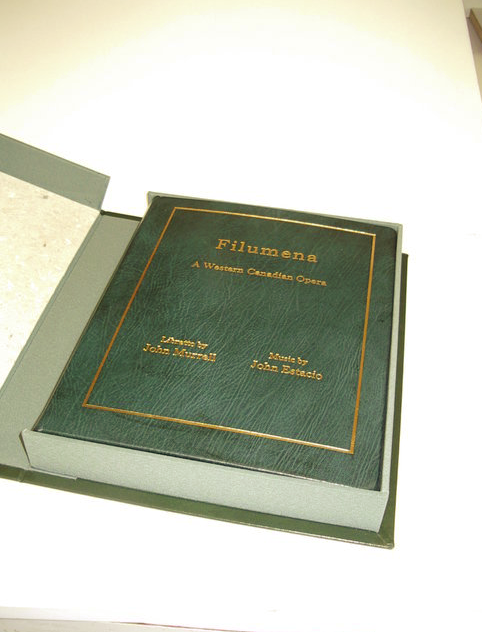 Filumena
A Western Canadian Opera
Libretto by
John Murrell
Music by
John Estacio